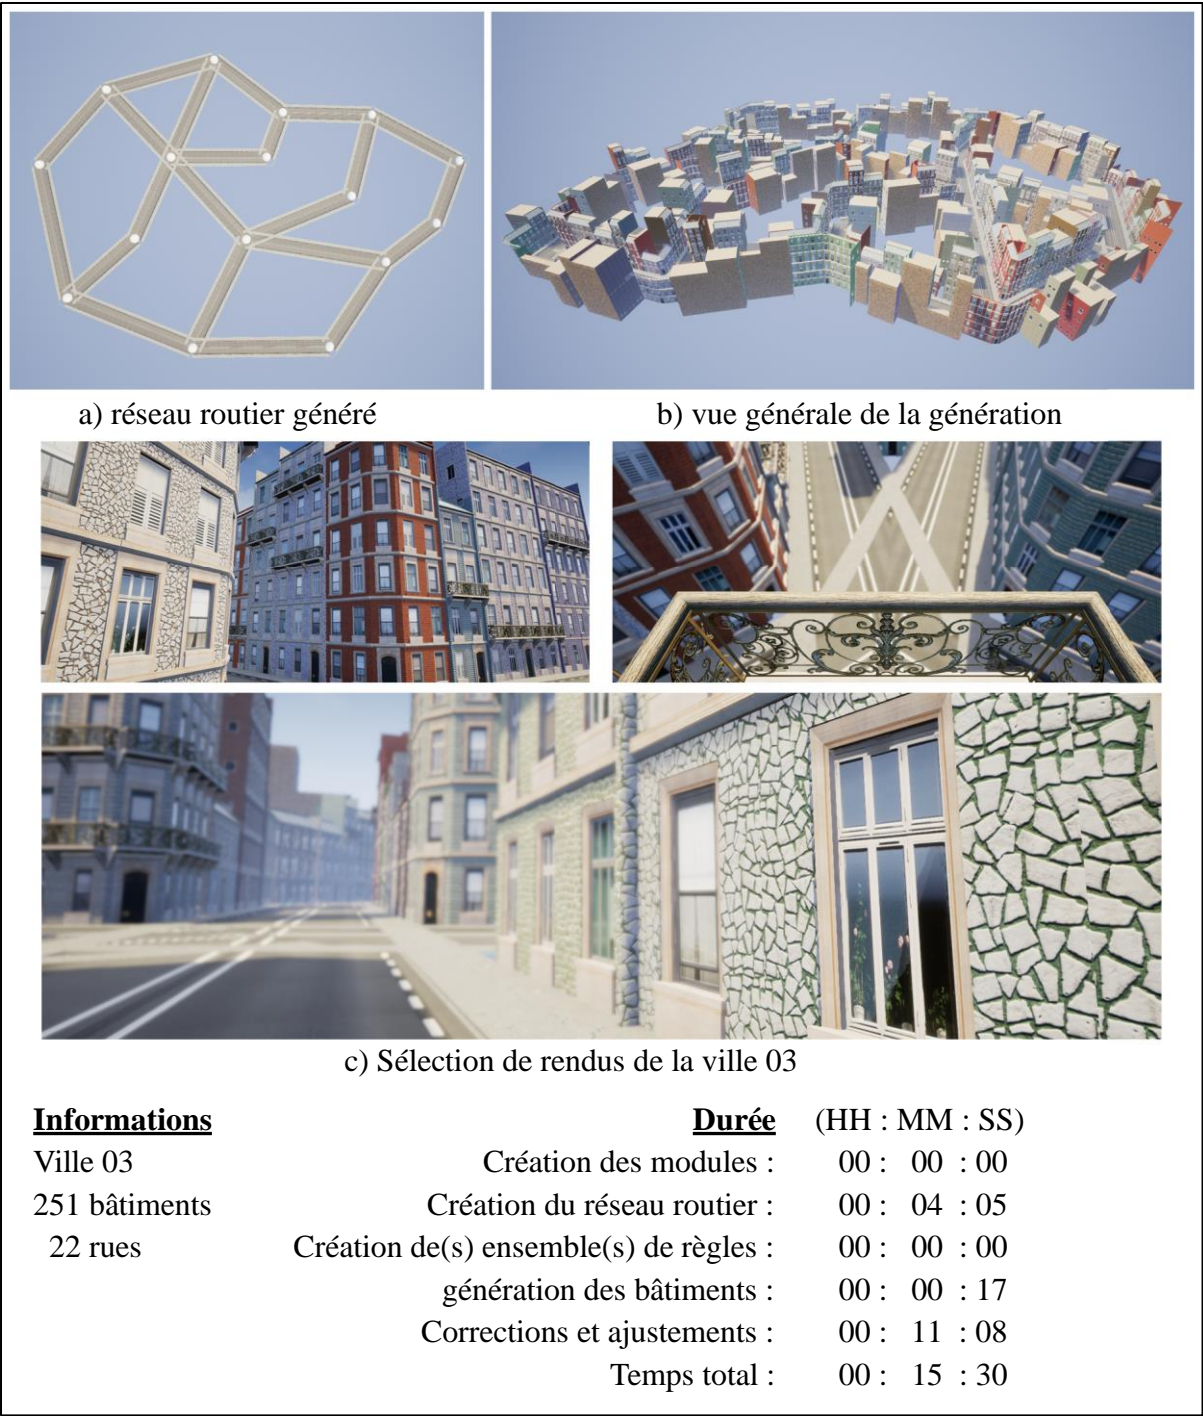 a) réseau routier généré
b) vue générale de la génération
c) Sélection de rendus de la ville 03
Informations
Durée (HH : MM : SS)
Ville 03
Création des modules : 00 : 00 : 00
251 bâtiments
Création du réseau routier : 00 : 04 : 05
22 rues
Création de(s) ensemble(s) de règles : 00 : 00 : 00
génération des bâtiments : 00 : 00 : 17
Corrections et ajustements : 00 : 11 : 08
Temps total : 00 : 15 : 30